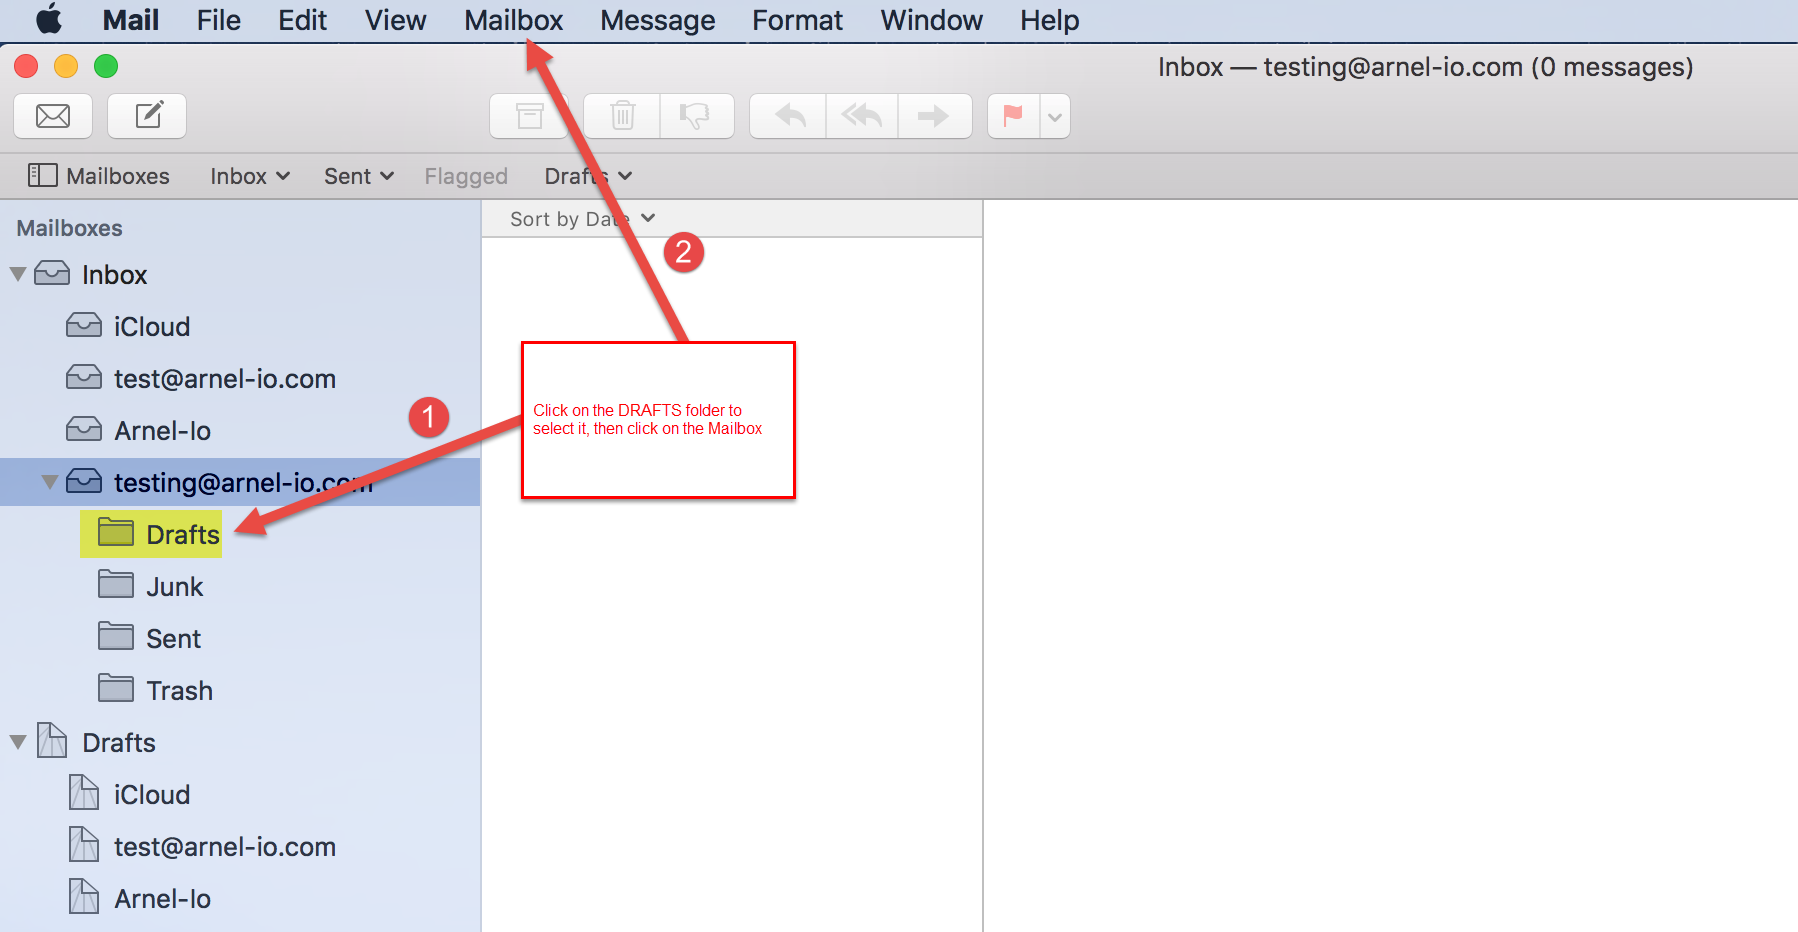 Mail File Edit View Mailbox Message Format Window Help
Inbox — testing@arnel-io.com (0 messages)
Mailboxes Inbox Sent Flagged Drafts
Mailboxes
Sort by Date
Inbox
iCloud
test@arnel-io.com
Arnel-Io
testing@arnel-io.com
Drafts
Junk
Sent
Trash
Drafts
iCloud
test@arnel-io.com
Arnel-Io
1
2
Click on the DRAFTS folder to
select it, then click on the Mailbox